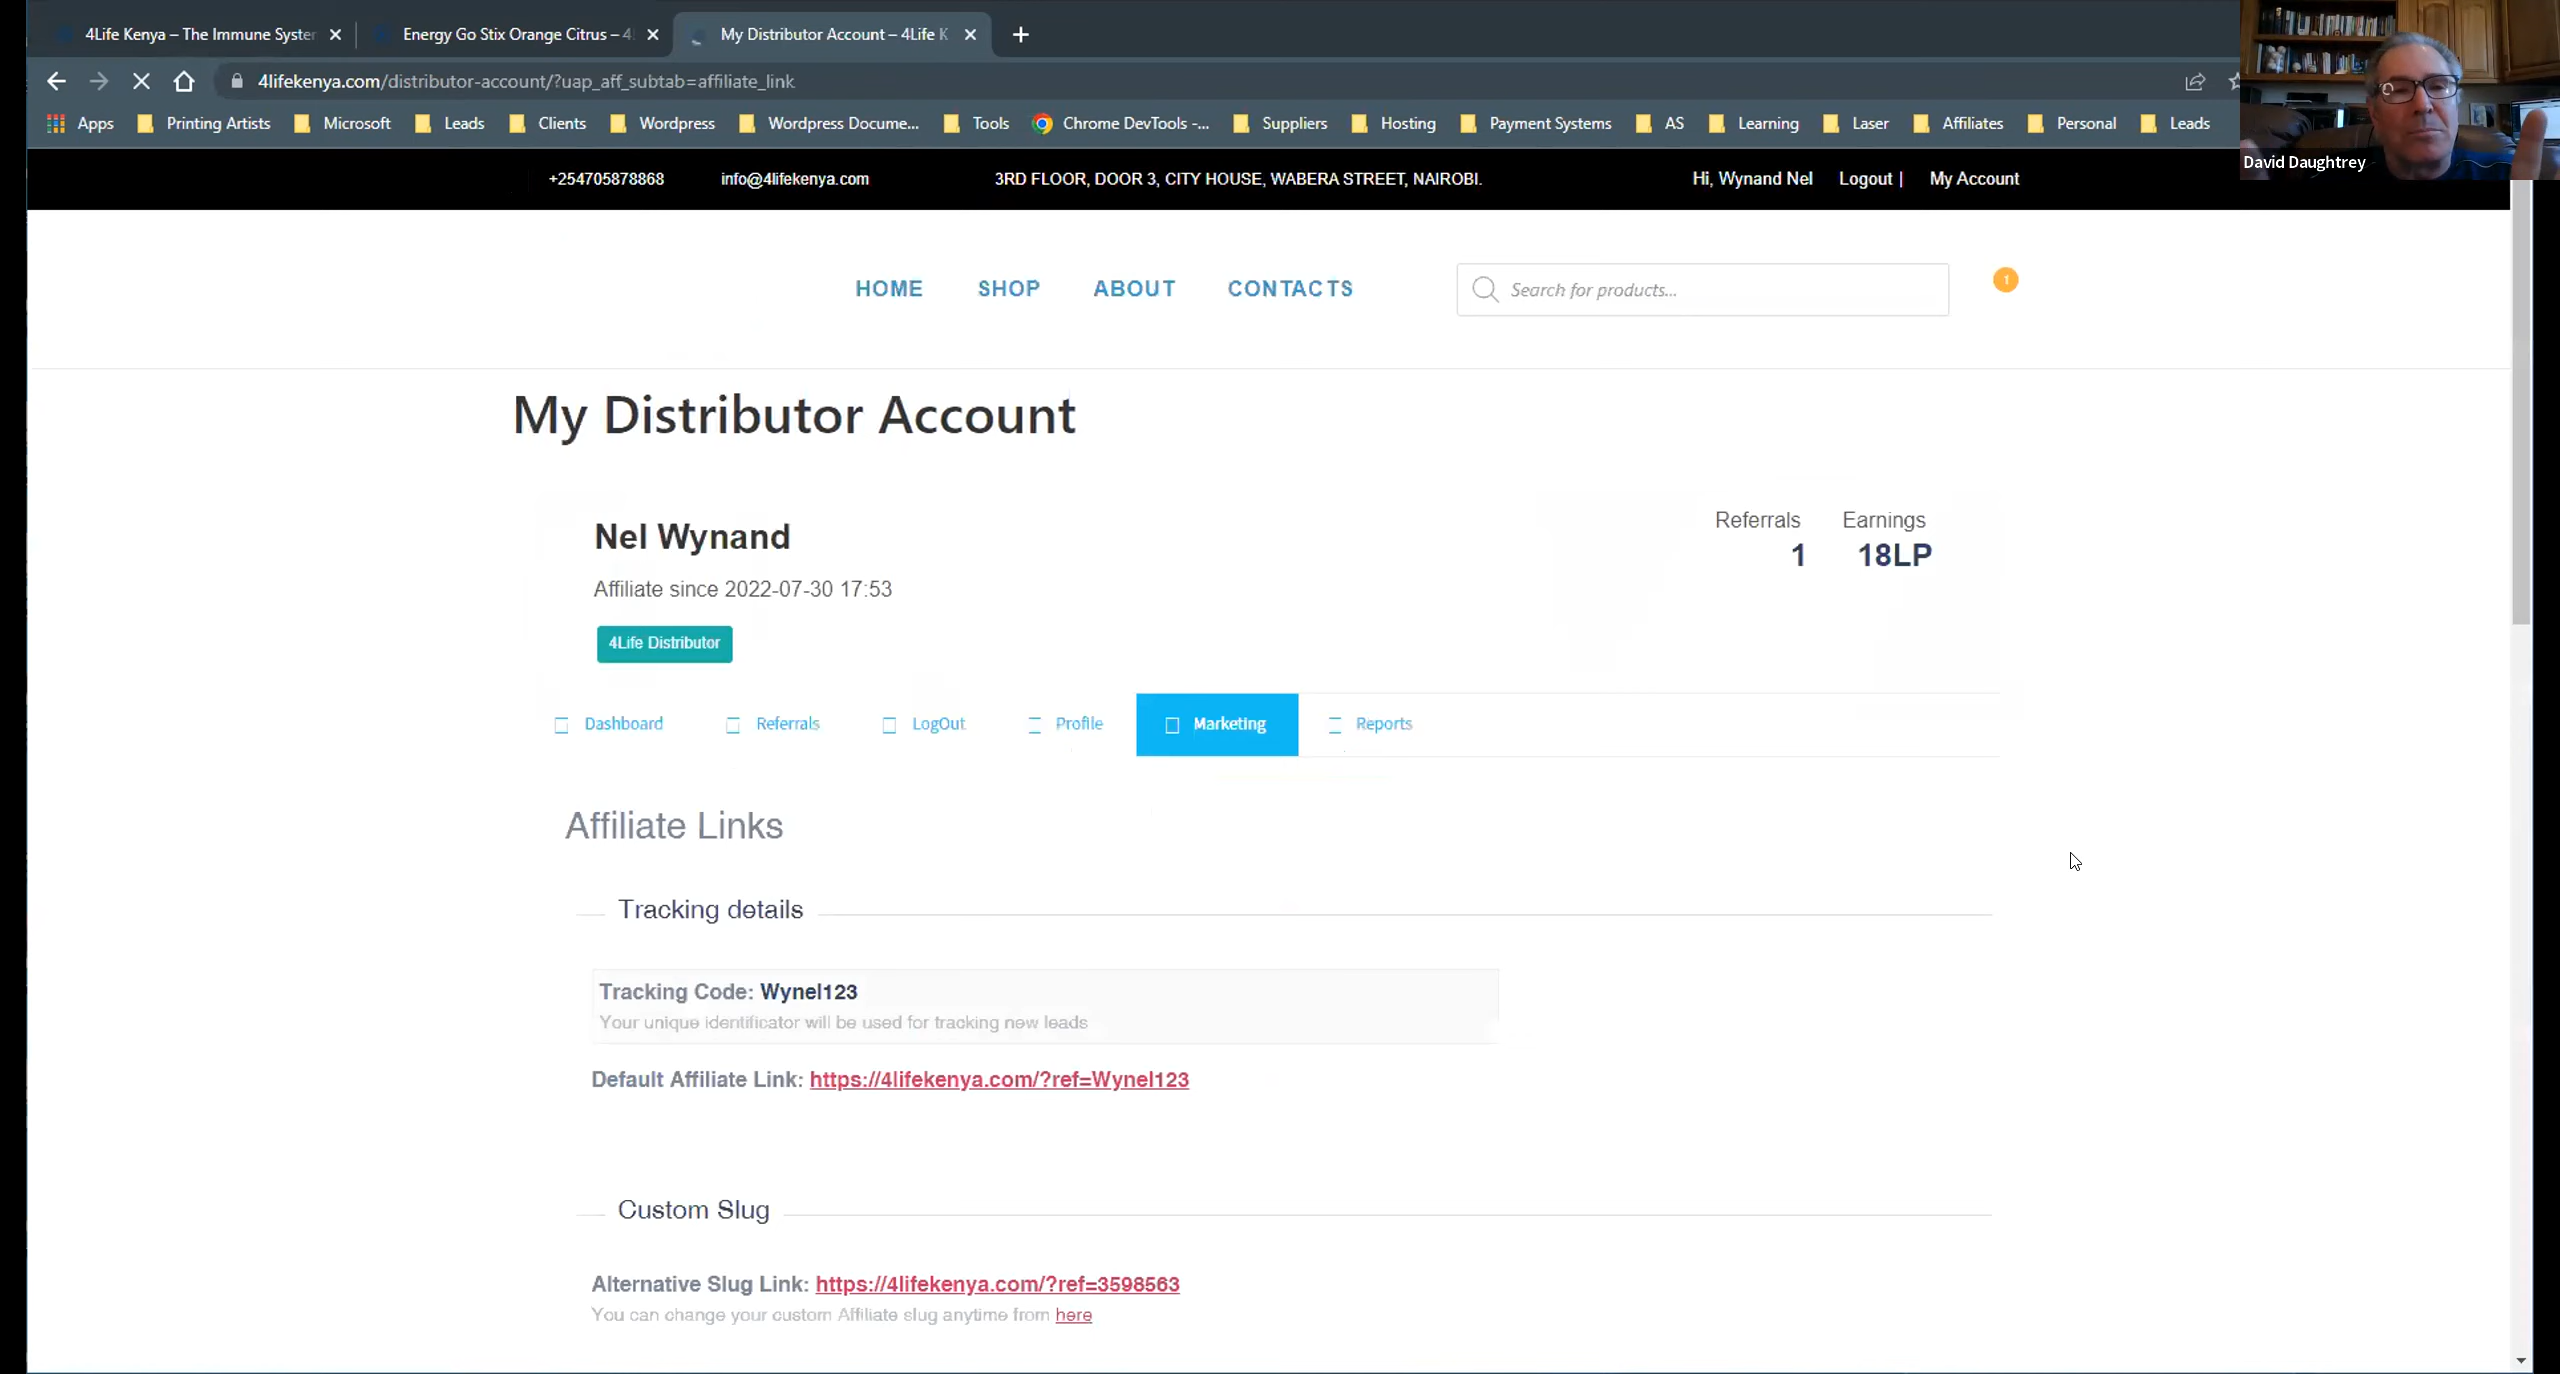 4Life Kenya – The Immune Syster
Energy Go Stix Orange Citrus – 4
My Distributor Account – 4Life K
4lifekenya.com/distributor-account/?uap_aff_subtab=affiliate_link
Apps Printing Artists Microsoft Leads Clients Wordpress Wordpress Docume... Tools Chrome DevTools -... Suppliers Hosting Payment Systems AS Learning Laser Affiliates Personal Leads
David Daughtrey
+254705878868 info@4lifekenya.com 3RD FLOOR, DOOR 3, CITY HOUSE, WABERA STREET, NAIROBI. Hi, Wynand Nel Logout | My Account
HOME SHOP ABOUT CONTACTS Search for products... 1
My Distributor Account
Nel Wynand
Affiliate since 2022-07-30 17:53
4Life Distributor
Referrals Earnings
1 18LP
Dashboard Referrals LogOut Profile Marketing Reports
Affiliate Links
Tracking details
Tracking Code: Wynel123
Your unique identificator will be used for tracking new leads
Default Affiliate Link: https://4lifekenya.com/?ref=Wynel123
Custom Slug
Alternative Slug Link: https://4lifekenya.com/?ref=3598563
You can change your custom Affiliate slug anytime from here